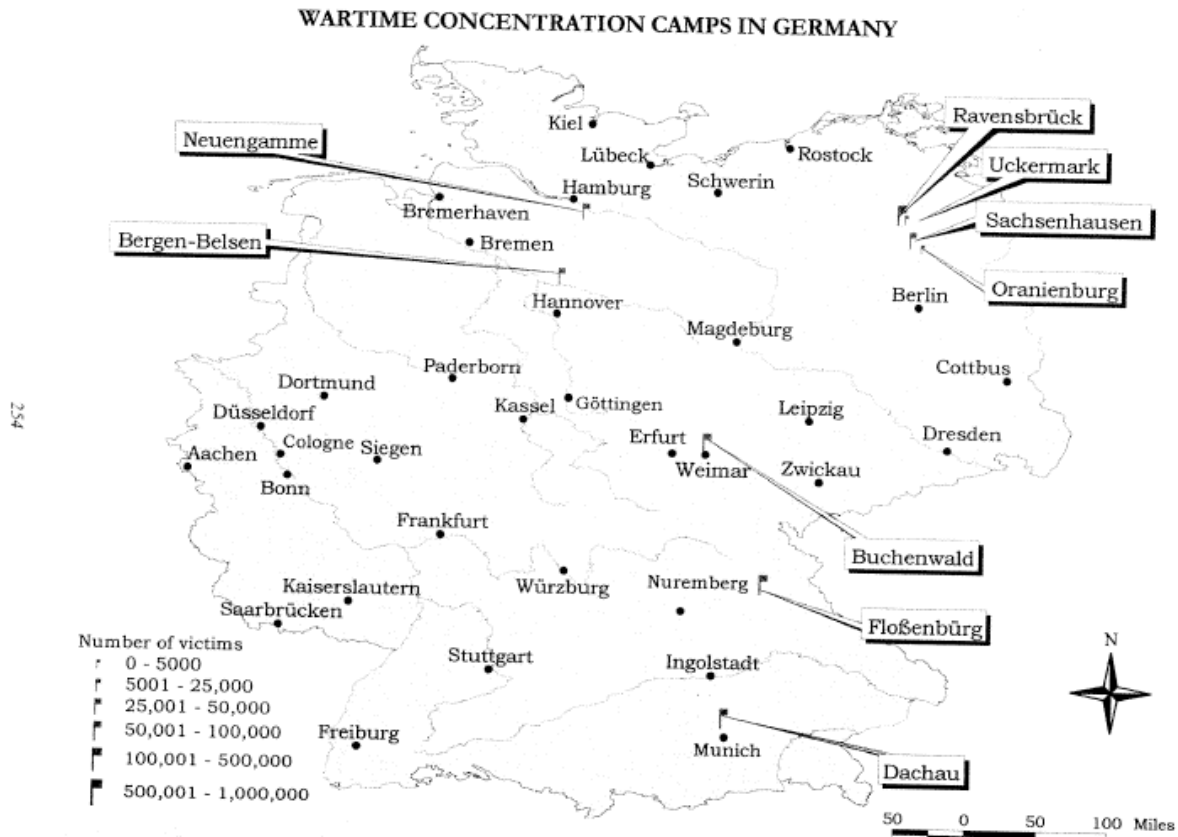 WARTIME CONCENTRATION CAMPS IN GERMANY
Ravensbrück
Kiel
Neuengamme
Lübeck
Rostock
Uckermark
Hamburg
Schwerin
Bremerhaven
Sachsenhausen
Bergen-Belsen
Bremen
Oranienburg
Hannover
Berlin
Magdeburg
Paderborn
Cottbus
Dortmund
Kassel
Göttingen
Leipzig
254
Düsseldorf
Erfurt
Dresden
Cologne
Siegen
Aachen
Weimar
Zwickau
Bonn
Frankfurt
Buchenwald
Würzburg
Nuremberg
Kaiserslautern
Saarbrücken
Floßenbürg
Number of victims
0 - 5000
5001 - 25,000
25,001 - 50,000
50,001 - 100,000
100,001 - 500,000
500,001 - 1,000,000
Stuttgart
Ingolstadt
N
Freiburg
Munich
Dachau
50 0 50 100 Miles